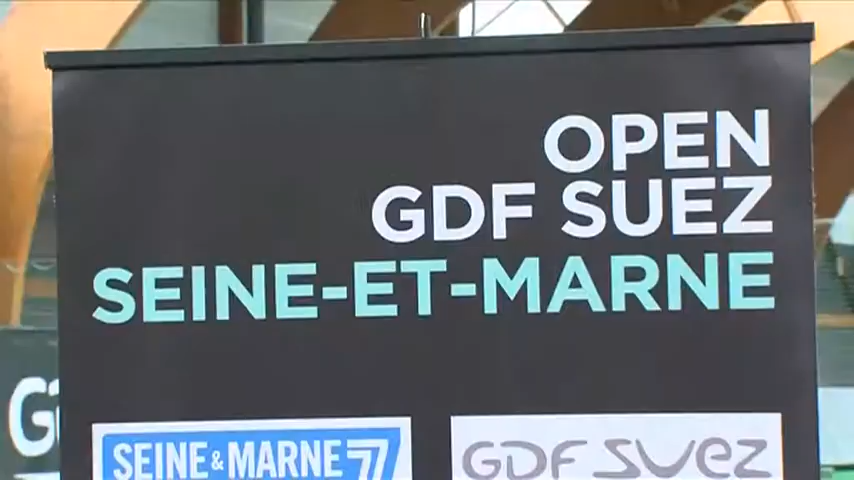 OPEN
GDF SUEZ
SEINE-ET-MARNE
SEINE & MARNE 77
GDF SUEZ